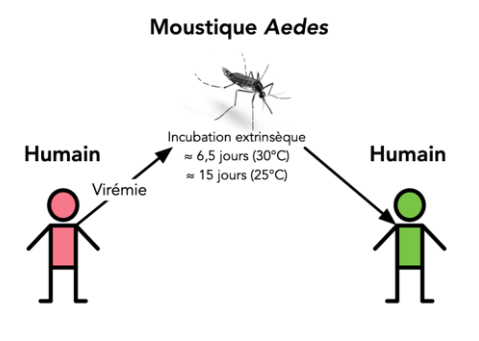 Moustique Aedes
Incubation extrinsèque
≈ 6,5 jours (30°C)
≈ 15 jours (25°C)
Humain
Virémie
Humain